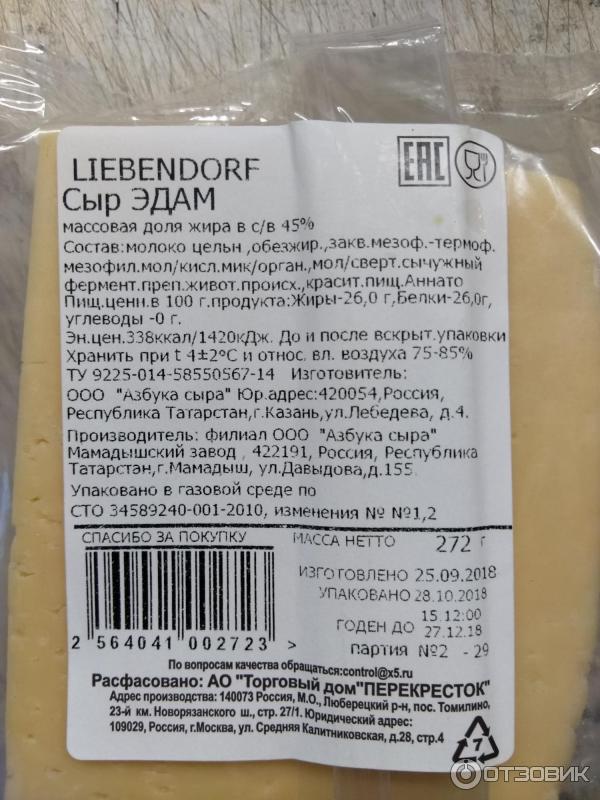 LIEBENDORF
EAC
Сыр ЭДАМ
массовая доля жира в с/в 45%
Состав:молоко цельн ,обезжир.,закв.мезоф.-термоф.
мезофил.мол/кисл.мик/орган.,мол/сверт.сычужный
фермент.преп.живот.происх.,красит.пищ.Аннато
Пищ.ценн.в 100 г.продукта:Жиры-26,0 г,Белки-26,0г,
углеводы -0 г.
Эн.цен.338ккал/1420кДж. До и после вскрыт.упаковки
Хранить при t 4±2°С и относ. вл. воздуха 75-85%
ТУ 9225-014-58550567-14 Изготовитель:
ООО "Азбука сыра" Юр.адрес:420054,Россия,
Республика Татарстан,г.Казань,ул.Лебедева, д.4.
Производитель: филиал ООО "Азбука сыра"
Мамадышский завод , 422191, Россия, Республика
Татарстан,г.Мамадыш, ул.Давыдова,д.155.
Упаковано в газовой среде по
СТО 34589240-001-2010, изменения № №1,2
СПАСИБО ЗА ПОКУПКУ
МАССА НЕТТО 272 г
ИЗГОТОВЛЕНО 25.09.2018
УПАКОВАНО 28.10.2018
15.12:00
ГОДЕН ДО 27.12.18
партия №2 - 29
2 564041 002723 >
По вопросам качества обращаться:control@x5.ru
Расфасовано: АО "Торговый дом"ПЕРЕКРЕСТОК"
Адрес производства: 140073 Россия, М.О., Люберецкий р-н, пос. Томилино,
23-й км. Новорязанского ш., стр. 27/1. Юридический адрес:
109029, Россия, г.Москва, ул. Средняя Калитниковская, д.28, стр.4
7
ОТЗОВИК